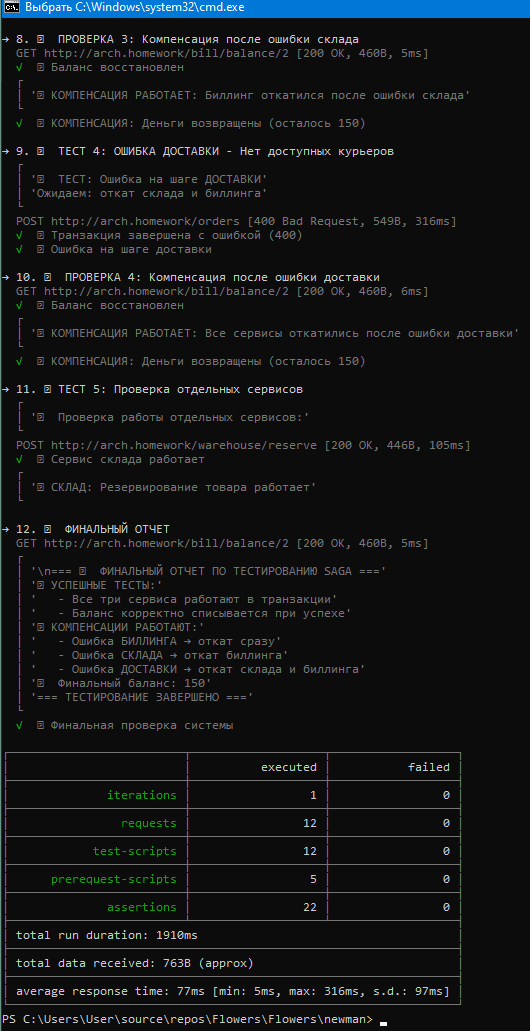 Выбрать C:\Windows\system32\cmd.exe
→ 8. ⍰ ПРОВЕРКА 3: Компенсация после ошибки склада
GET http://arch.homework/bill/balance/2 [200 OK, 460B, 5ms]
√ ⍰ Баланс восстановлен
'⍰ КОМПЕНСАЦИЯ РАБОТАЕТ: Биллинг откатился после ошибки склада'
√ ⍰ КОМПЕНСАЦИЯ: Деньги возвращены (осталось 150)
→ 9. ⍰ ТЕСТ 4: ОШИБКА ДОСТАВКИ - Нет доступных курьеров
'⍰ ТЕСТ: Ошибка на шаге ДОСТАВКИ'
'Ожидаем: откат склада и биллинга'
POST http://arch.homework/orders [400 Bad Request, 549B, 316ms]
√ ⍰ Транзакция завершена с ошибкой (400)
√ ⍰ Ошибка на шаге доставки
→ 10. ⍰ ПРОВЕРКА 4: Компенсация после ошибки доставки
GET http://arch.homework/bill/balance/2 [200 OK, 460B, 6ms]
√ ⍰ Баланс восстановлен
'⍰ КОМПЕНСАЦИЯ РАБОТАЕТ: Все сервисы откатились после ошибки доставки'
√ ⍰ КОМПЕНСАЦИЯ: Деньги возвращены (осталось 150)
→ 11. ⍰ ТЕСТ 5: Проверка отдельных сервисов
'⍰ Проверка работы отдельных сервисов:'
POST http://arch.homework/warehouse/reserve [200 OK, 446B, 105ms]
√ ⍰ Сервис склада работает
'⍰ СКЛАД: Резервирование товара работает'
→ 12. ⍰ ФИНАЛЬНЫЙ ОТЧЕТ
GET http://arch.homework/bill/balance/2 [200 OK, 460B, 5ms]
'\n=== ⍰ ФИНАЛЬНЫЙ ОТЧЕТ ПО ТЕСТИРОВАНИЮ SAGA ==='
'⍰ УСПЕШНЫЕ ТЕСТЫ:'
' - Все три сервиса работают в транзакции'
' - Баланс корректно списывается при успехе'
'⍰ КОМПЕНСАЦИИ РАБОТАЮТ:'
' - Ошибка БИЛЛИНГА → откат сразу'
' - Ошибка СКЛАДА → откат биллинга'
' - Ошибка ДОСТАВКИ → откат склада и биллинга'
'⍰ Финальный баланс: 150'
'=== ТЕСТИРОВАНИЕ ЗАВЕРШЕНО ==='
√ ⍰ Финальная проверка системы
executed failed
iterations 1 0
requests 12 0
test-scripts 12 0
prerequest-scripts 5 0
assertions 22 0
total run duration: 1910ms
total data received: 763B (approx)
average response time: 77ms [min: 5ms, max: 316ms, s.d.: 97ms]
PS C:\Users\User\source\repos\Flowers\Flowers\newman>